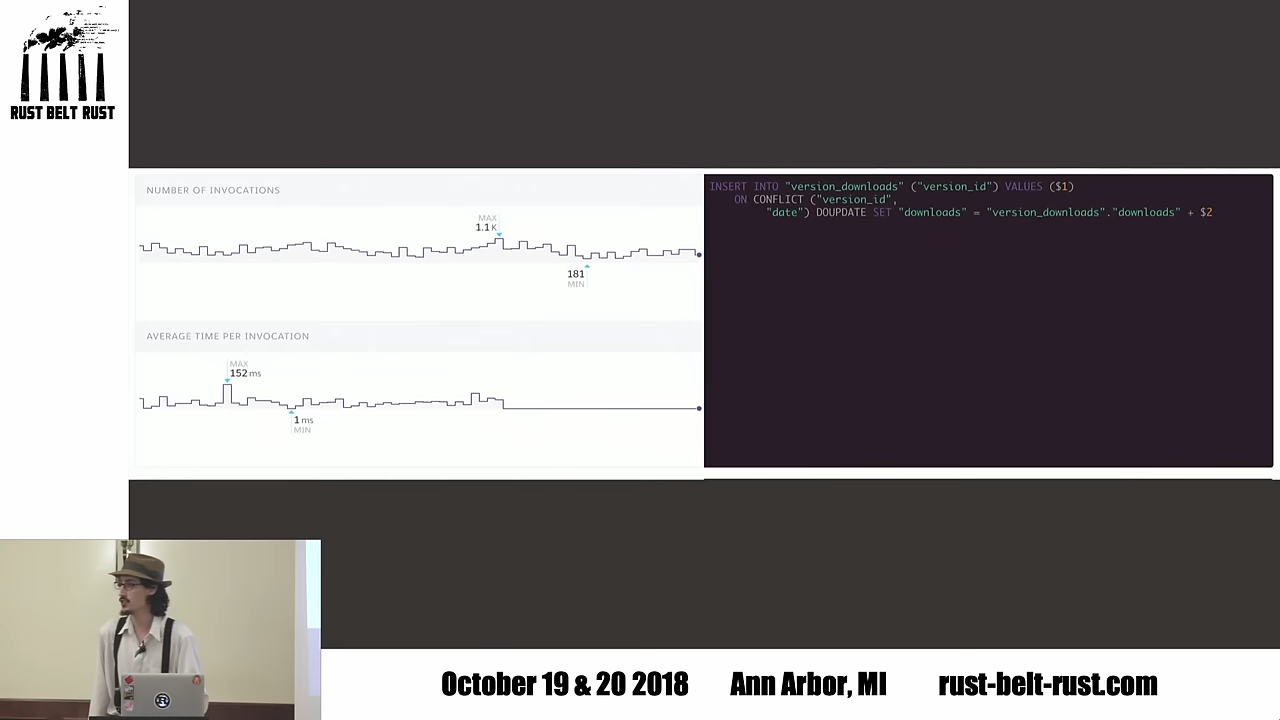 RUST BELT RUST
NUMBER OF INVOCATIONS
MAX
1.1 K
181
MIN
AVERAGE TIME PER INVOCATION
MAX
152 ms
1 ms
MIN
INSERT INTO "version_downloads" ("version_id") VALUES ($1)
ON CONFLICT ("version_id",
"date") DOUPDATE SET "downloads" = "version_downloads"."downloads" + $2
October 19 & 20 2018 Ann Arbor, MI rust-belt-rust.com